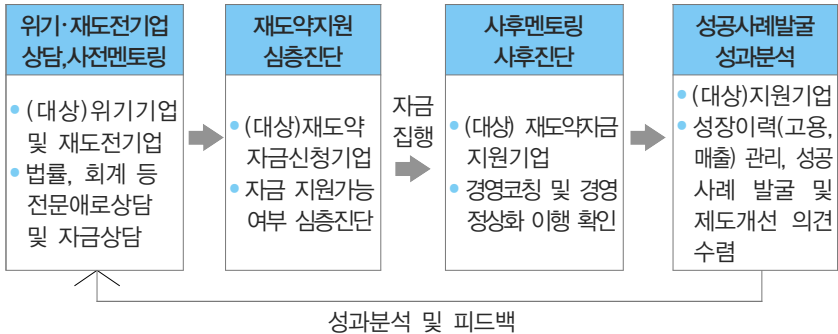 위기·재도전기업
상담,사전멘토링
• (대상)위기기업
및 재도전기업
• 법률, 회계 등
전문애로상담
및 자금상담
재도약지원
심층진단
• (대상)재도약
자금신청기업
• 자금 지원가능
여부 심층진단
자금
집행
사후멘토링
사후진단
• (대상) 재도약자금
지원기업
• 경영코칭 및 경영
정상화 이행 확인
성공사례발굴
성과분석
• (대상)지원기업
• 성장이력(고용,
매출) 관리, 성공
사례 발굴 및
제도개선 의견
수렴
성과분석 및 피드백